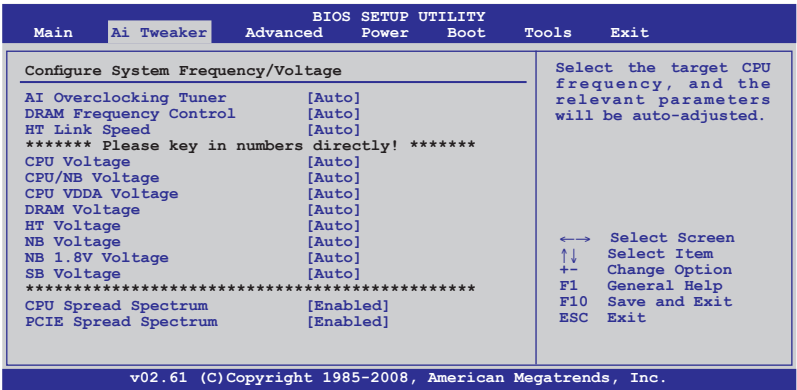 BIOS SETUP UTILITY
Main Ai Tweaker Advanced Power Boot Tools Exit
Configure System Frequency/Voltage
AI Overclocking Tuner [Auto]
DRAM Frequency Control [Auto]
HT Link Speed [Auto]
******* Please key in numbers directly! *******
CPU Voltage [Auto]
CPU/NB Voltage [Auto]
CPU VDDA Voltage [Auto]
DRAM Voltage [Auto]
HT Voltage [Auto]
NB Voltage [Auto]
NB 1.8V Voltage [Auto]
SB Voltage [Auto]
***********************************************
CPU Spread Spectrum [Enabled]
PCIE Spread Spectrum [Enabled]
Select the target CPU
frequency, and the
relevant parameters
will be auto-adjusted.
←→ Select Screen
↑↓ Select Item
+- Change Option
F1 General Help
F10 Save and Exit
ESC Exit
v02.61 (C)Copyright 1985-2008, American Megatrends, Inc.